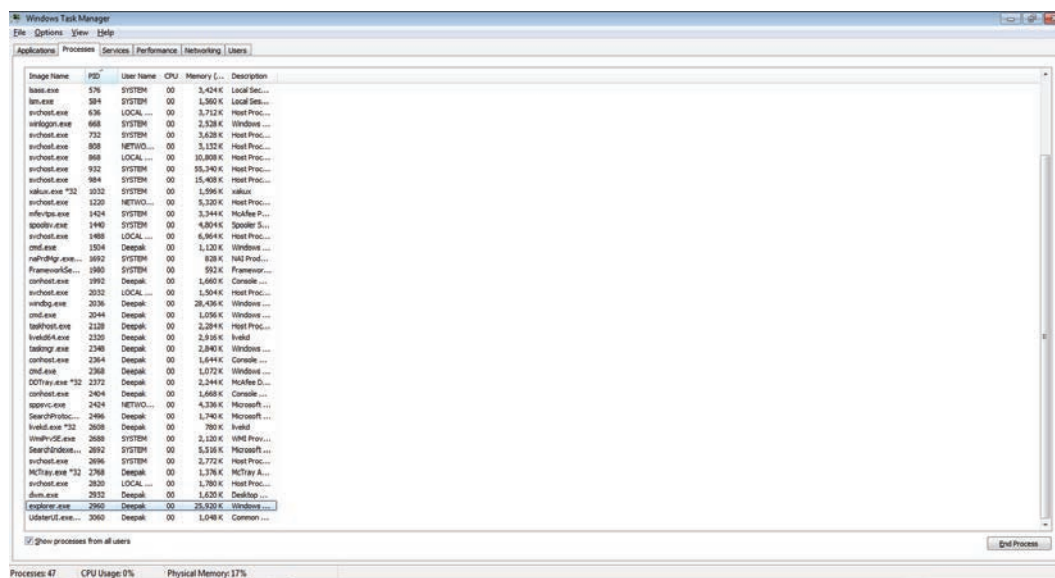 Windows Task Manager
File Options View Help
Applications Processes Services Performance Networking Users
Image Name PID User Name CPU Memory (... Description
lsass.exe 576 SYSTEM 00 3,424 K Local Sec...
lsm.exe 584 SYSTEM 00 1,560 K Local Ses...
svchost.exe 636 LOCAL ... 00 3,712 K Host Proc...
winlogon.exe 668 SYSTEM 00 2,528 K Windows ...
svchost.exe 732 SYSTEM 00 3,628 K Host Proc...
svchost.exe 808 NETWO... 00 3,132 K Host Proc...
svchost.exe 868 LOCAL ... 00 10,808 K Host Proc...
svchost.exe 932 SYSTEM 00 55,340 K Host Proc...
svchost.exe 984 SYSTEM 00 15,408 K Host Proc...
xakux.exe *32 1032 SYSTEM 00 1,596 K xakux
svchost.exe 1220 NETWO... 00 5,320 K Host Proc...
mfevtps.exe 1424 SYSTEM 00 3,344 K McAfee P...
spoolsv.exe 1440 SYSTEM 00 4,804 K Spooler S...
svchost.exe 1488 LOCAL ... 00 6,964 K Host Proc...
cmd.exe 1504 Deepak 00 1,120 K Windows ...
naPrdMgr.exe... 1692 SYSTEM 00 828 K NAI Prod...
FrameworkSe... 1980 SYSTEM 00 592 K Framewor...
conhost.exe 1992 Deepak 00 1,660 K Console ...
svchost.exe 2032 LOCAL ... 00 1,504 K Host Proc...
windbg.exe 2036 Deepak 00 28,436 K Windows ...
cmd.exe 2044 Deepak 00 1,056 K Windows ...
taskhost.exe 2128 Deepak 00 2,284 K Host Proc...
livekd64.exe 2320 Deepak 00 2,916 K livekd
taskmgr.exe 2348 Deepak 00 2,840 K Windows ...
conhost.exe 2364 Deepak 00 1,644 K Console ...
cmd.exe 2368 Deepak 00 1,072 K Windows ...
DOTray.exe *32 2372 Deepak 00 2,244 K McAfee D...
conhost.exe 2404 Deepak 00 1,668 K Console ...
sppsvc.exe 2424 NETWO... 00 4,336 K Microsoft ...
SearchProtoc... 2496 Deepak 00 1,740 K Microsoft ...
livekd.exe *32 2608 Deepak 00 780 K livekd
WmiPrvSE.exe 2688 SYSTEM 00 2,120 K WMI Prov...
SearchIndexe... 2692 SYSTEM 00 5,516 K Microsoft ...
svchost.exe 2696 SYSTEM 00 2,772 K Host Proc...
McTray.exe *32 2768 Deepak 00 1,376 K McTray A...
svchost.exe 2820 LOCAL ... 00 1,780 K Host Proc...
dwm.exe 2932 Deepak 00 1,620 K Desktop ...
explorer.exe 2960 Deepak 00 25,920 K Windows ...
UdaterUI.exe... 3060 Deepak 00 1,048 K Common ...
Show processes from all users
End Process
Processes: 47 CPU Usage: 0% Physical Memory: 17%